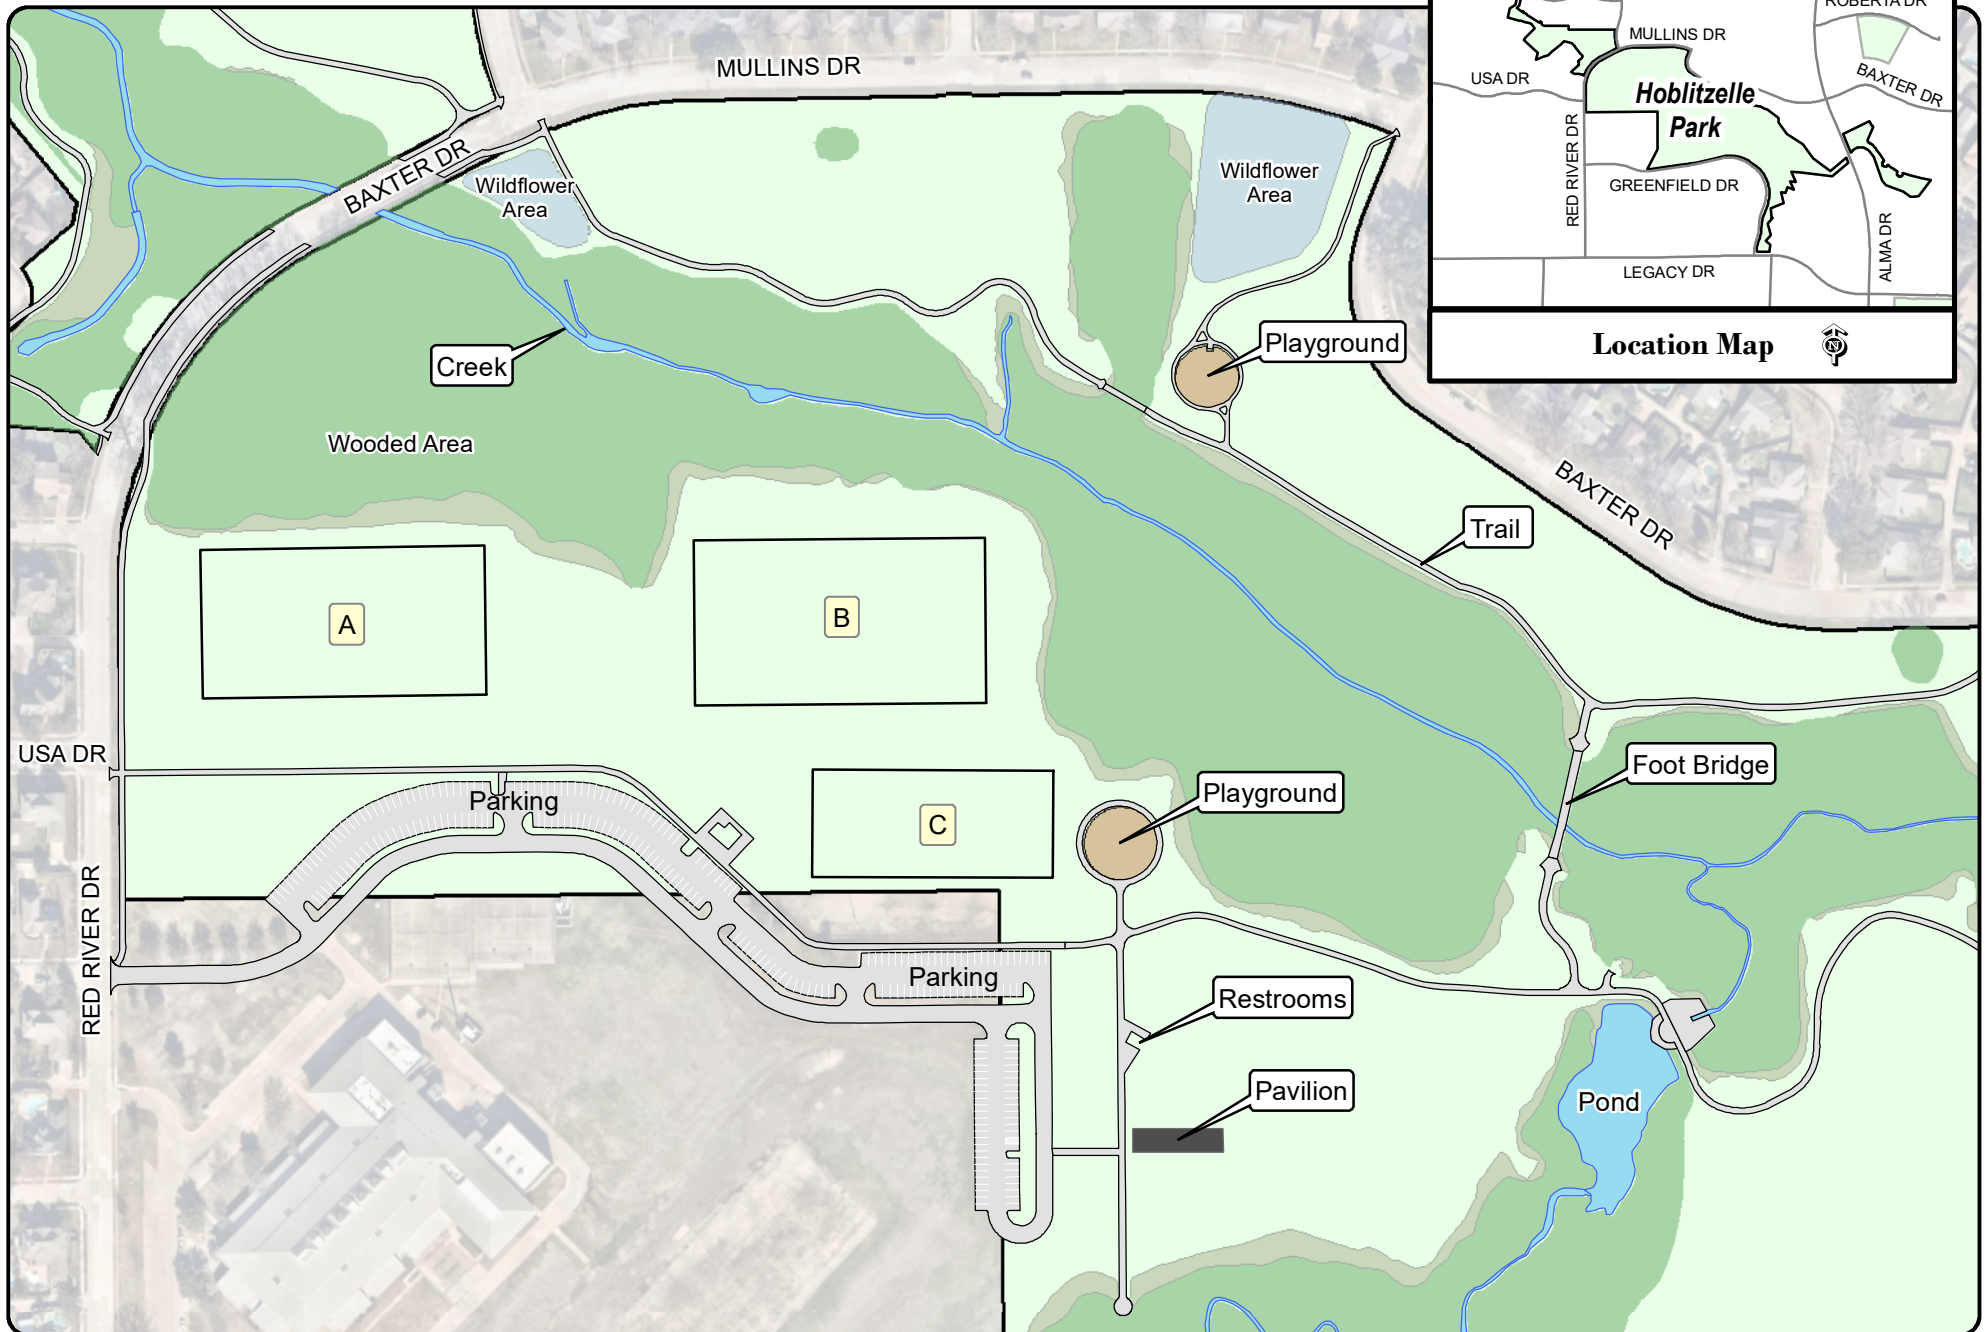 ROBERTA DR
MULLINS DR
USA DR
BAXTER DR
Hoblitzelle
Park
RED RIVER DR
GREENFIELD DR
ALMA DR
LEGACY DR
Location Map
N
MULLINS DR
BAXTER DR
Wildflower
Area
Wildflower
Area
Playground
Creek
Wooded Area
BAXTER DR
Trail
A
B
USA DR
Foot Bridge
Parking
Playground
C
RED RIVER DR
Parking
Restrooms
Pavilion
Pond